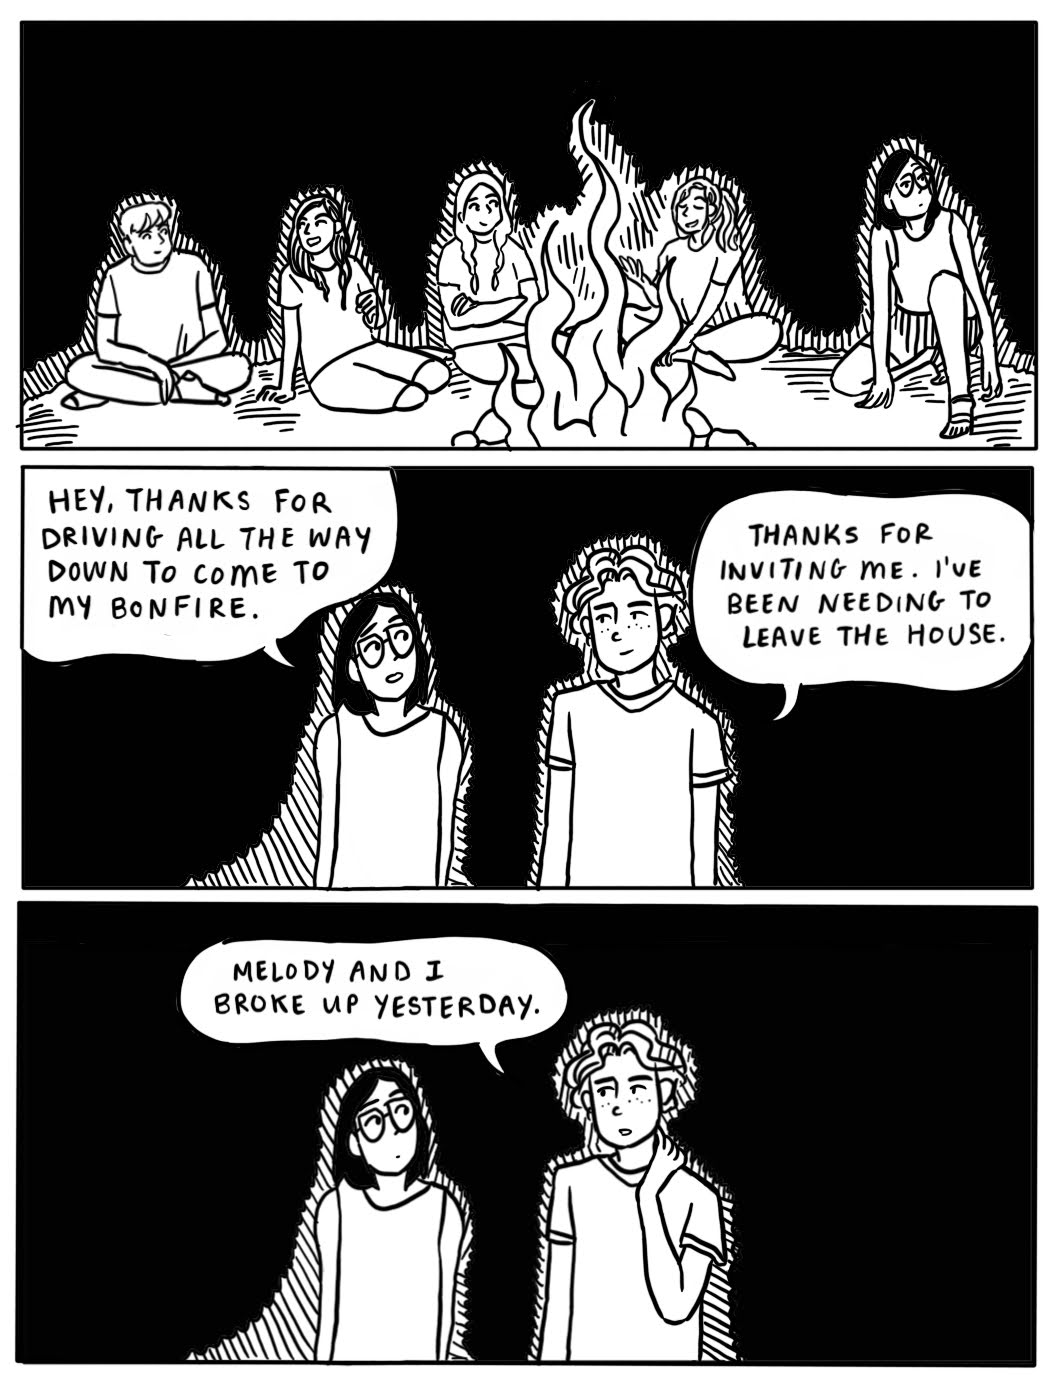 HEY, THANKS FOR
DRIVING ALL THE WAY
DOWN TO COME TO
MY BONFIRE.
THANKS FOR
INVITING ME. I'VE
BEEN NEEDING TO
LEAVE THE HOUSE.
MELODY AND I
BROKE UP YESTERDAY.